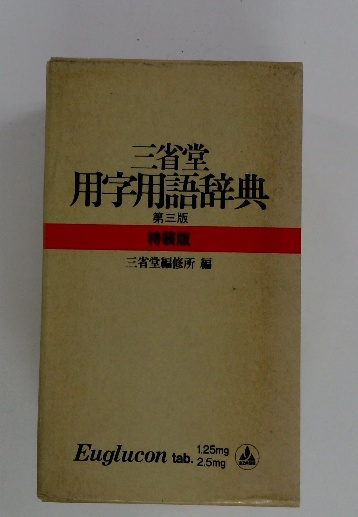 三省堂
用字用語辞典
第三版
特装版
三省堂編修所 編
Euglucon tab. 1.25mg
2.5mg